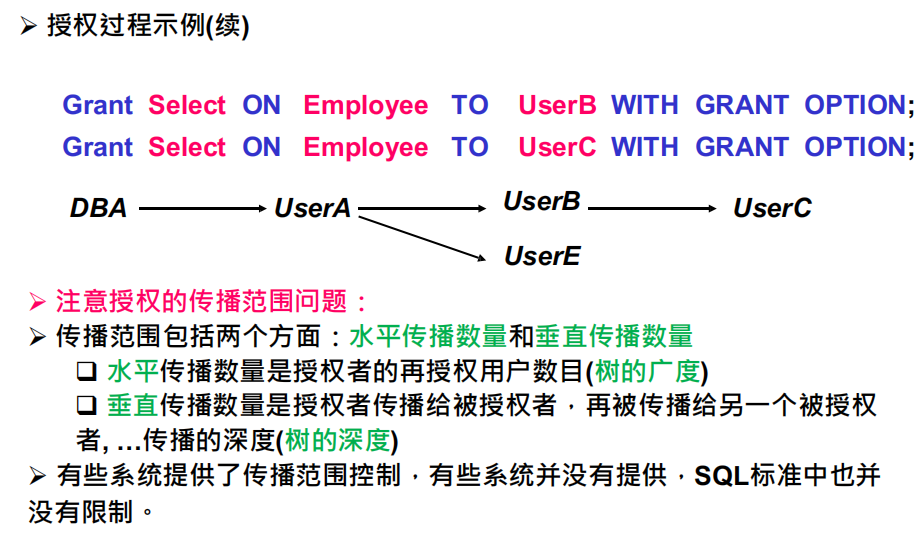 ➢ 授权过程示例(续)
Grant Select ON Employee TO UserB WITH GRANT OPTION;
Grant Select ON Employee TO UserC WITH GRANT OPTION;
DBA UserA UserB UserC
UserE
➢ 注意授权的传播范围问题：
➢ 传播范围包括两个方面：水平传播数量和垂直传播数量
❑ 水平传播数量是授权者的再授权用户数目(树的广度)
❑ 垂直传播数量是授权者传播给被授权者，再被传播给另一个被授权
者, …传播的深度(树的深度)
➢ 有些系统提供了传播范围控制，有些系统并没有提供，SQL标准中也并
没有限制。